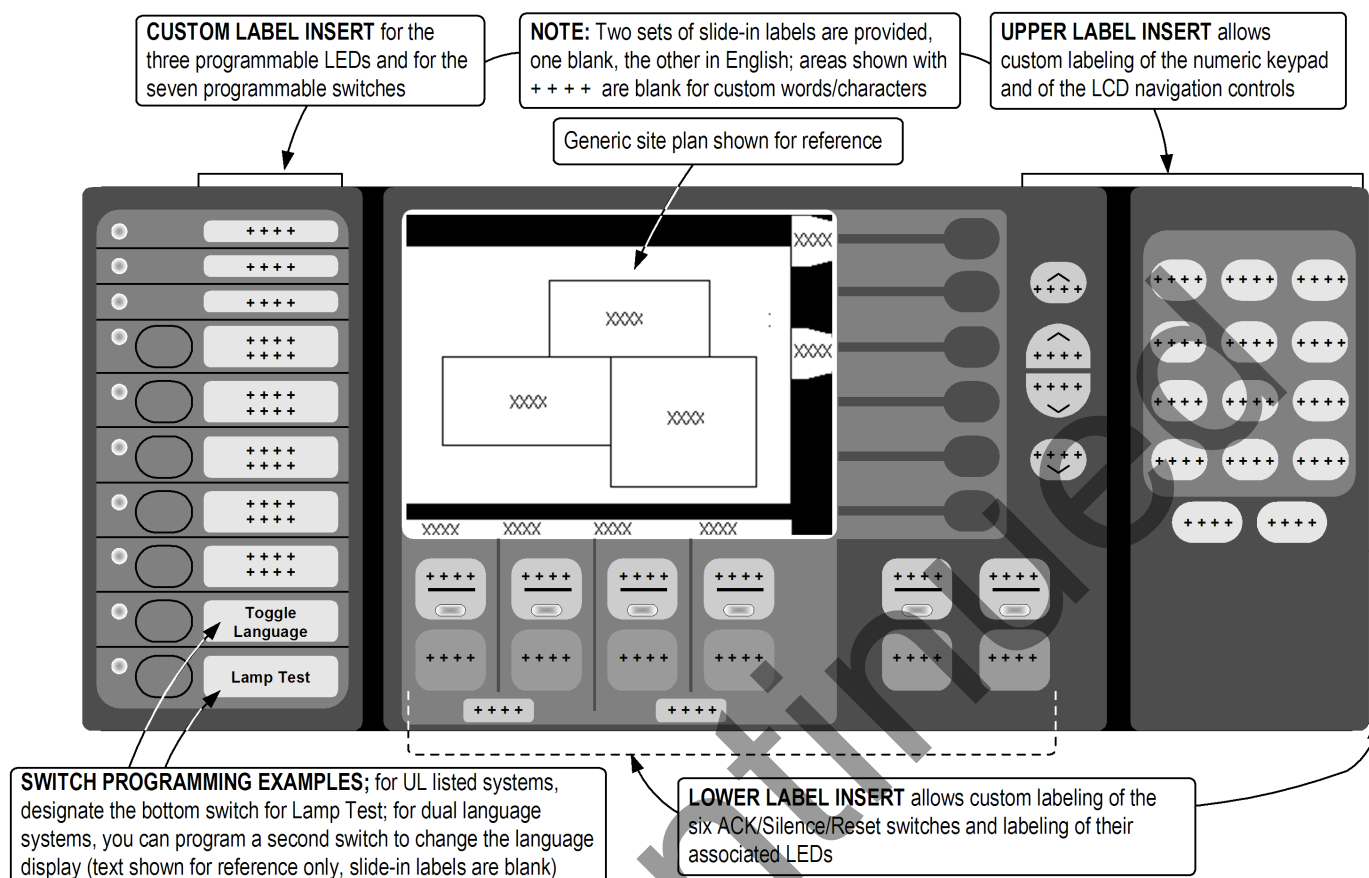 CUSTOM LABEL INSERT for the
three programmable LEDs and for the
seven programmable switches
NOTE: Two sets of slide-in labels are provided,
one blank, the other in English; areas shown with
+ + + + are blank for custom words/characters
UPPER LABEL INSERT allows
custom labeling of the numeric keypad
and of the LCD navigation controls
Generic site plan shown for reference
+ + + +
+ + + +
+ + + +
+ + + +
+ + + +
+ + + +
+ + + +
+ + + +
+ + + +
+ + + +
+ + + +
+ + + +
+ + + +
Toggle
Language
Lamp Test
XXXX
XXXX
XXXX
:
XXXX
XXXX
XXXX XXXX XXXX XXXX
+ + + +
+ + + +
+ + + +
+ + + +
+ + + + + + + + + + + +
+ + + + + + + + + + + +
+ + + + + + + + + + + +
+ + + + + + + + + + + +
+ + + + + + + +
+ + + + + + + + + + + + + + + + + + + + + + + +
+ + + + + + + + + + + + + + + + + + + + + + + +
+ + + + + + + +
SWITCH PROGRAMMING EXAMPLES; for UL listed systems,
designate the bottom switch for Lamp Test; for dual language
systems, you can program a second switch to change the language
display (text shown for reference only, slide-in labels are blank)
LOWER LABEL INSERT allows custom labeling of the
six ACK/Silence/Reset switches and labeling of their
associated LEDs